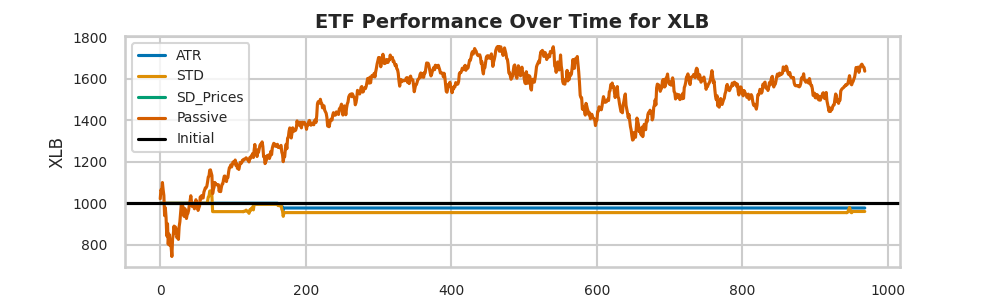 ETF Performance Over Time for XLB
1800
1600
1400
1200
1000
800
XLB
ATR
STD
SD_Prices
Passive
Initial
0
200
400
600
800
1000